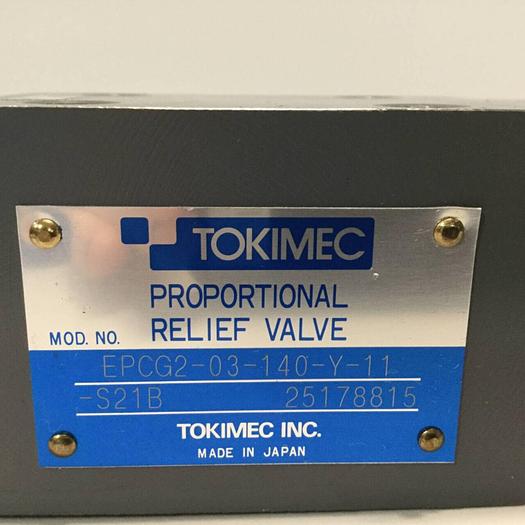 TOKIMEC
PROPORTIONAL
MOD. NO. RELIEF VALVE
EPCG2-03-140-Y-11
-S21B 25178815
TOKIMEC INC.
MADE IN JAPAN